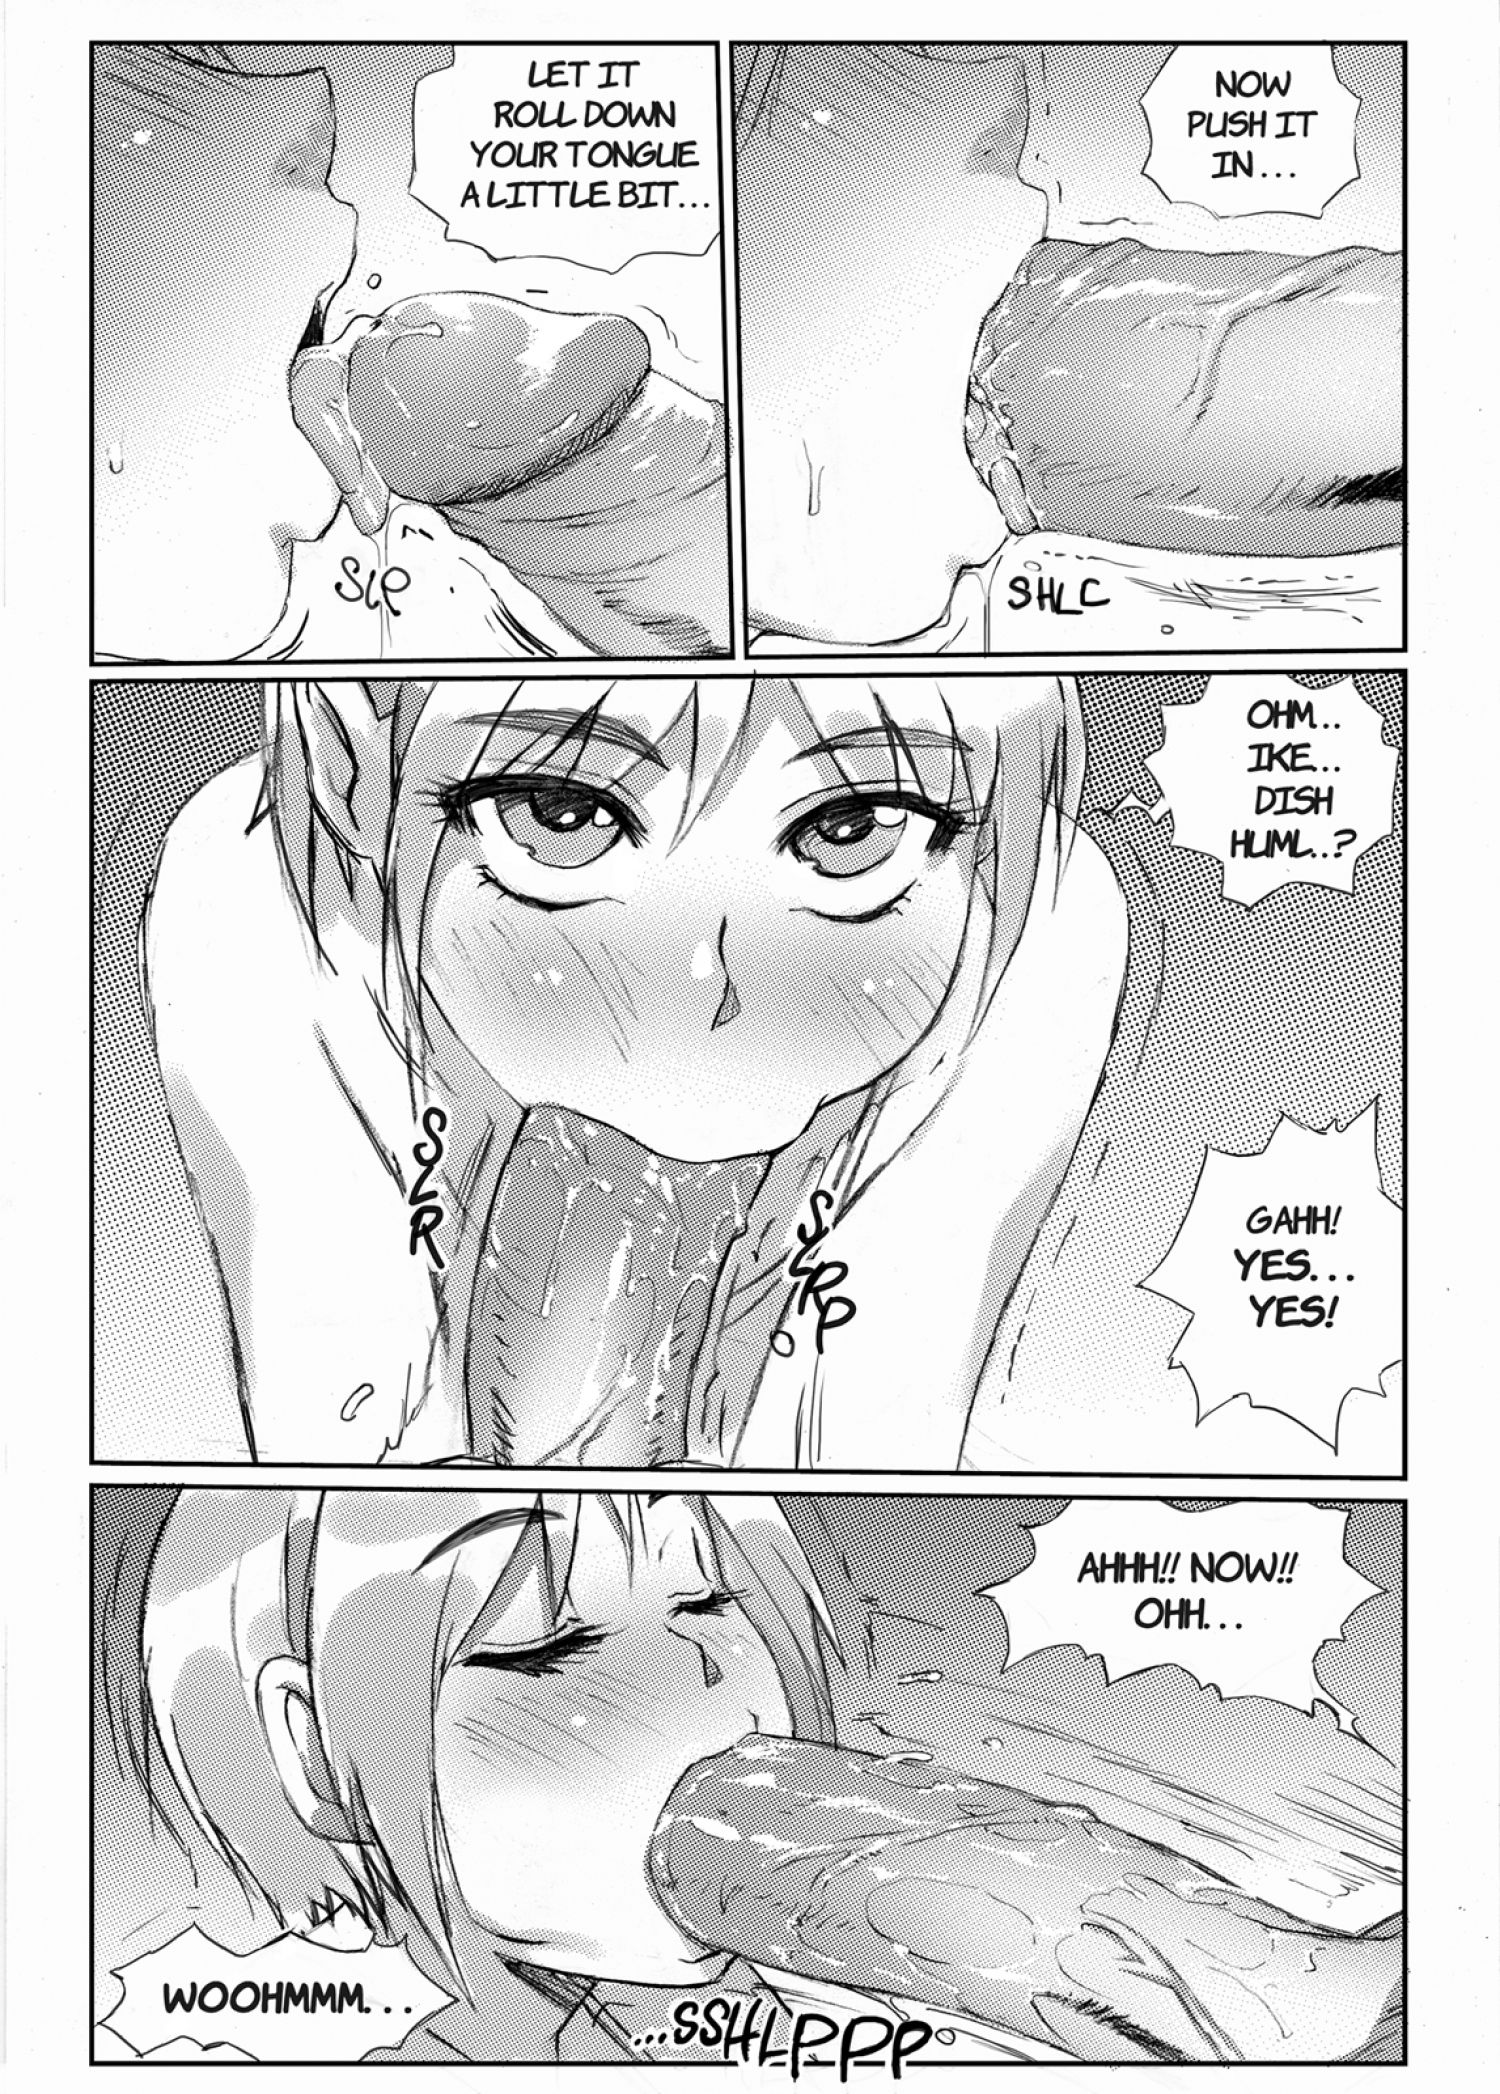 LET IT
ROLL DOWN
YOUR TONGUE
A LITTLE BIT...
NOW
PUSH IT
IN...
SLP
SHLC
OHM...
IKE...
DISH
HUML..?
SLR
SLRP
GAHH!
YES...
YES!
AHHH!! NOW!!
OHH...
WOOHMMM...
...SSHLPPP